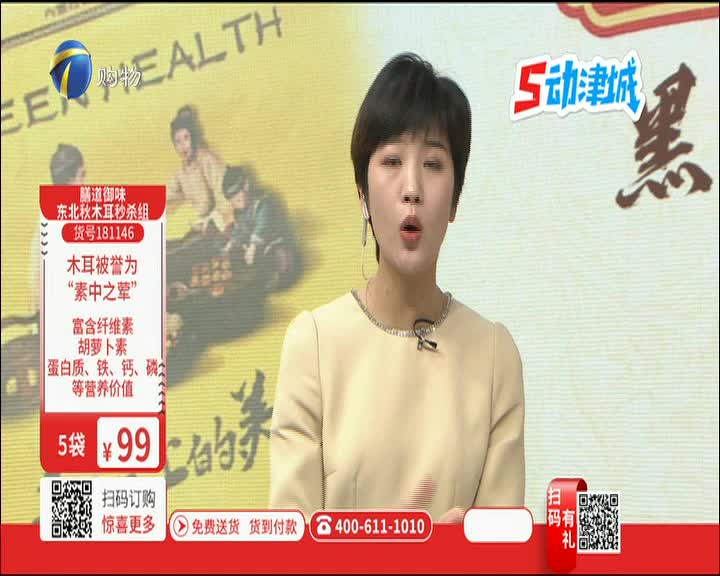 购物
EEN HEALTH
5动津城
黑
膳道御味
东北秋木耳秒杀组
货号181146
木耳被誉为
“素中之荤”
富含纤维素
胡萝卜素
蛋白质、铁、钙、磷
等营养价值
5袋 ¥99
的养
扫码订购
惊喜更多
免费送货 货到付款
400-611-1010
扫码有礼